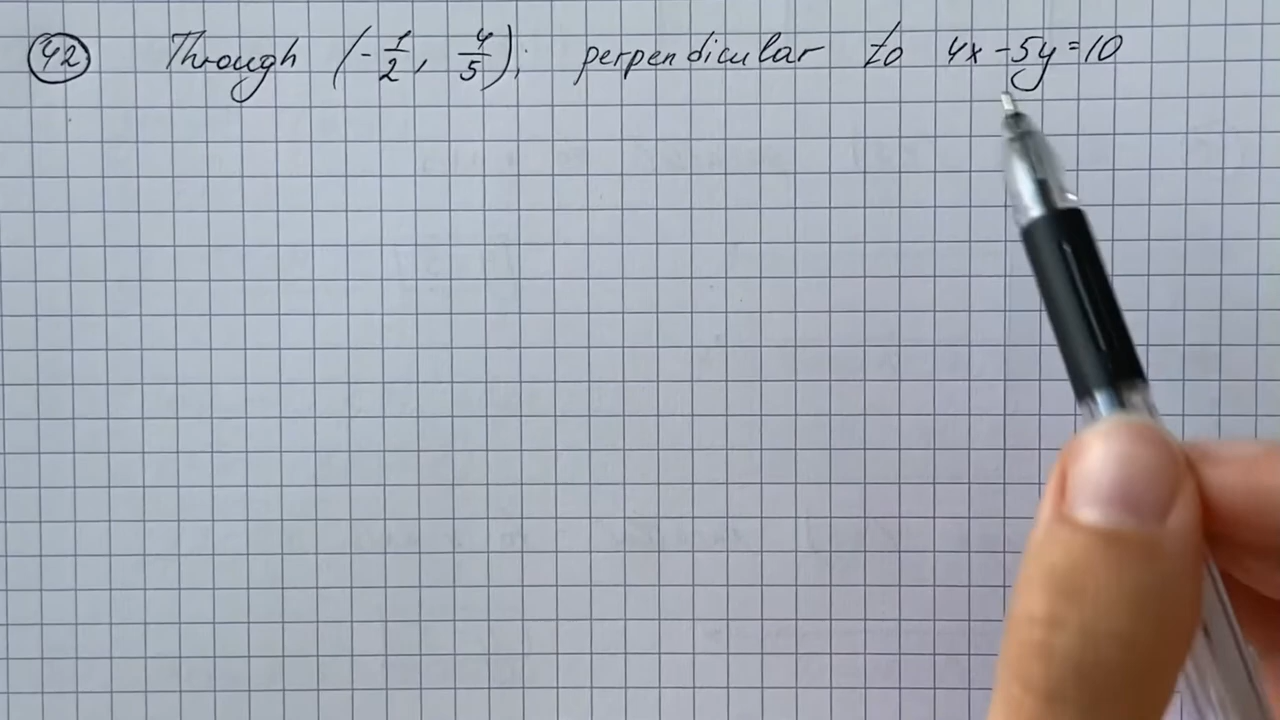 42 Through (-1/2, 4/5); perpendicular to 4x-5y=10